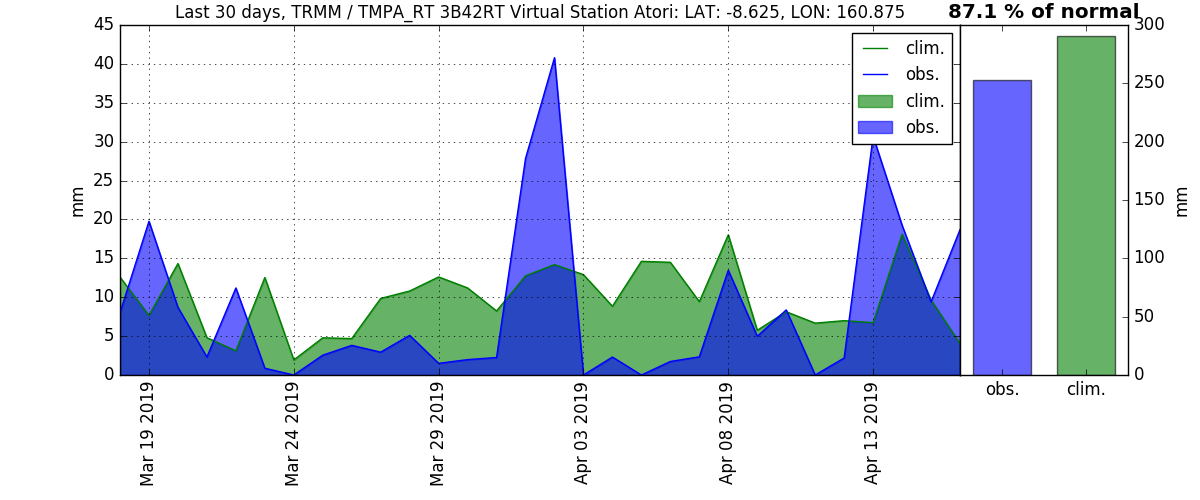 Last 30 days, TRMM / TMPA_RT 3B42RT Virtual Station Atori: LAT: -8.625, LON: 160.875
87.1 % of normal
45
40
35
30
25
20
15
10
5
0
mm
clim.
obs.
clim.
obs.
300
250
200
150
100
50
0
mm
Mar 19 2019
Mar 24 2019
Mar 29 2019
Apr 03 2019
Apr 08 2019
Apr 13 2019
obs.
clim.